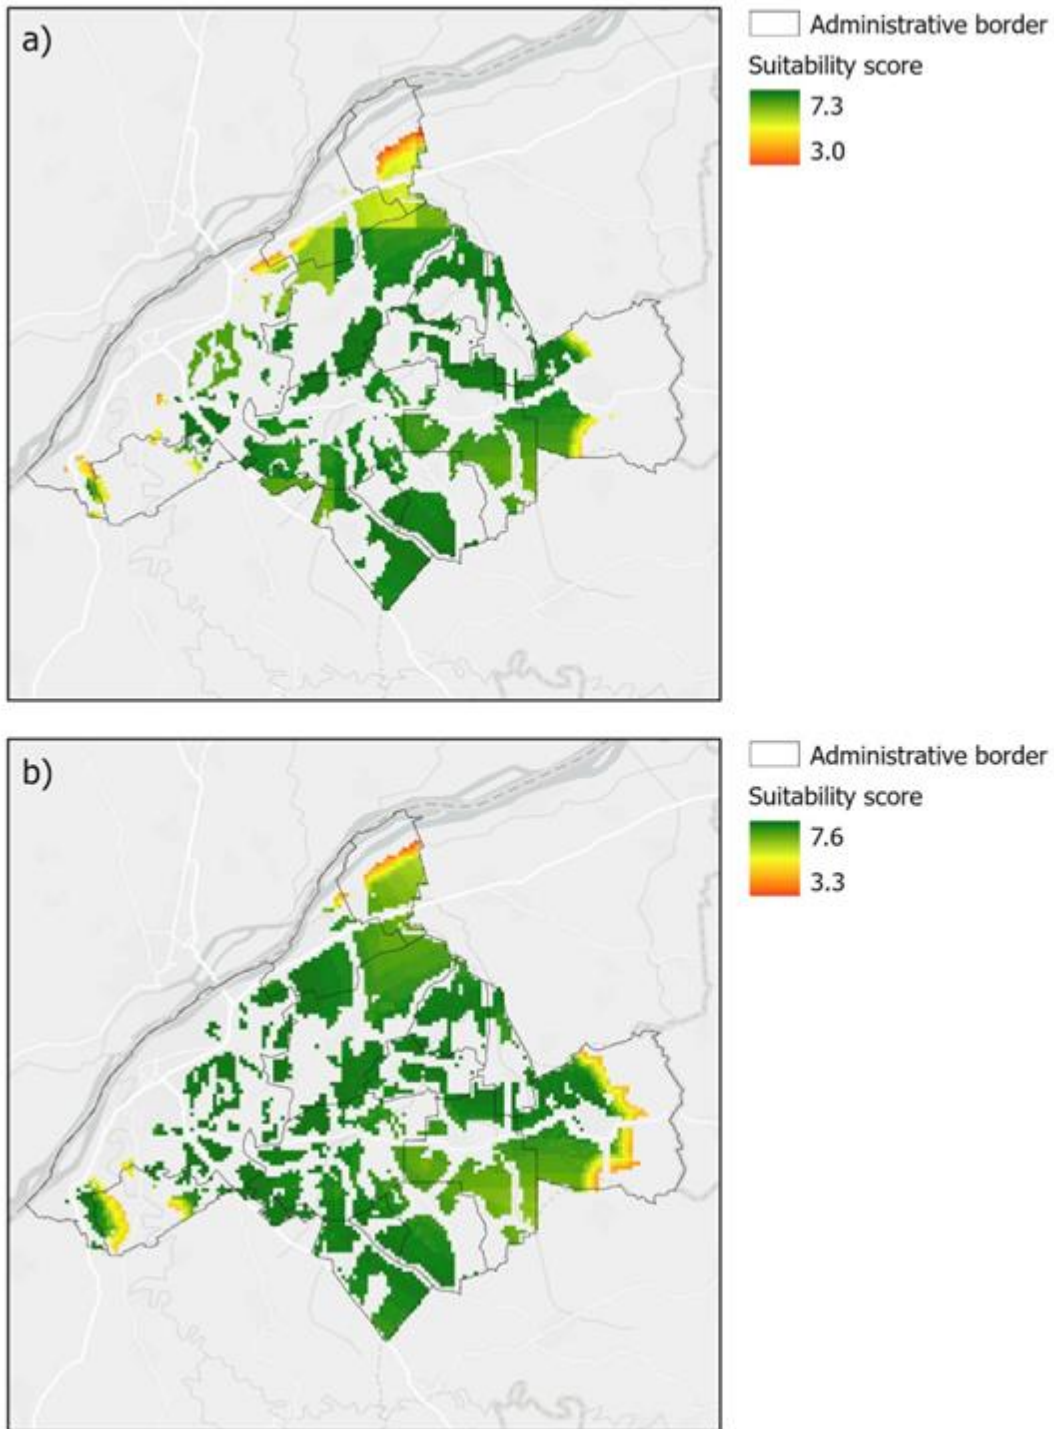 a)
Administrative border
Suitability score
7.3
3.0
b)
Administrative border
Suitability score
7.6
3.3